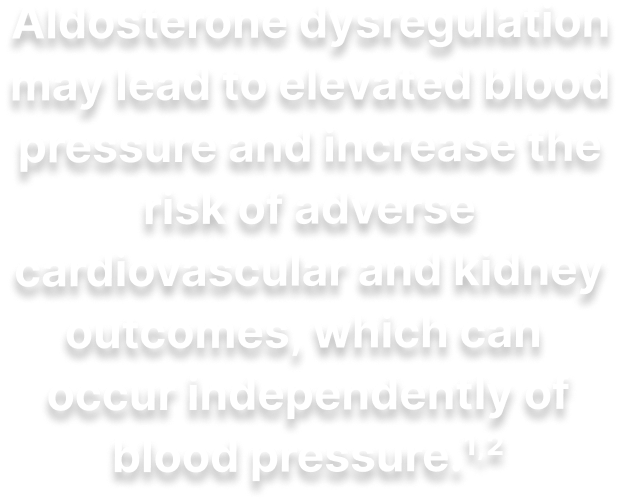 Aldosterone dysregulation
may lead to elevated blood
pressure and increase the
risk of adverse
cardiovascular and kidney
outcomes, which can
occur independently of
blood pressure.¹,²